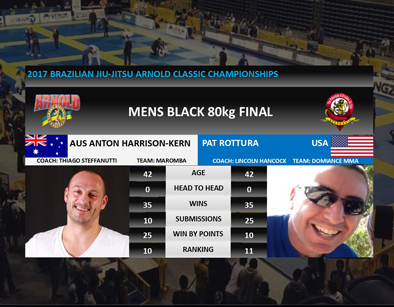 2017 BRAZILIAN JIU-JITSU ARNOLD CLASSIC CHAMPIONSHIPS
ARNOLD
MENS BLACK 80kg FINAL
AUS ANTON HARRISON-KERN
PAT ROTTURA USA
COACH: THIAGO STEFFANUTTI TEAM: MAROMBA
COACH: LINCOLN HANCOCK TEAM: DOMIANCE MMA
42 AGE 42
0 HEAD TO HEAD 0
35 WINS 35
10 SUBMISSIONS 25
25 WIN BY POINTS 10
10 RANKING 11